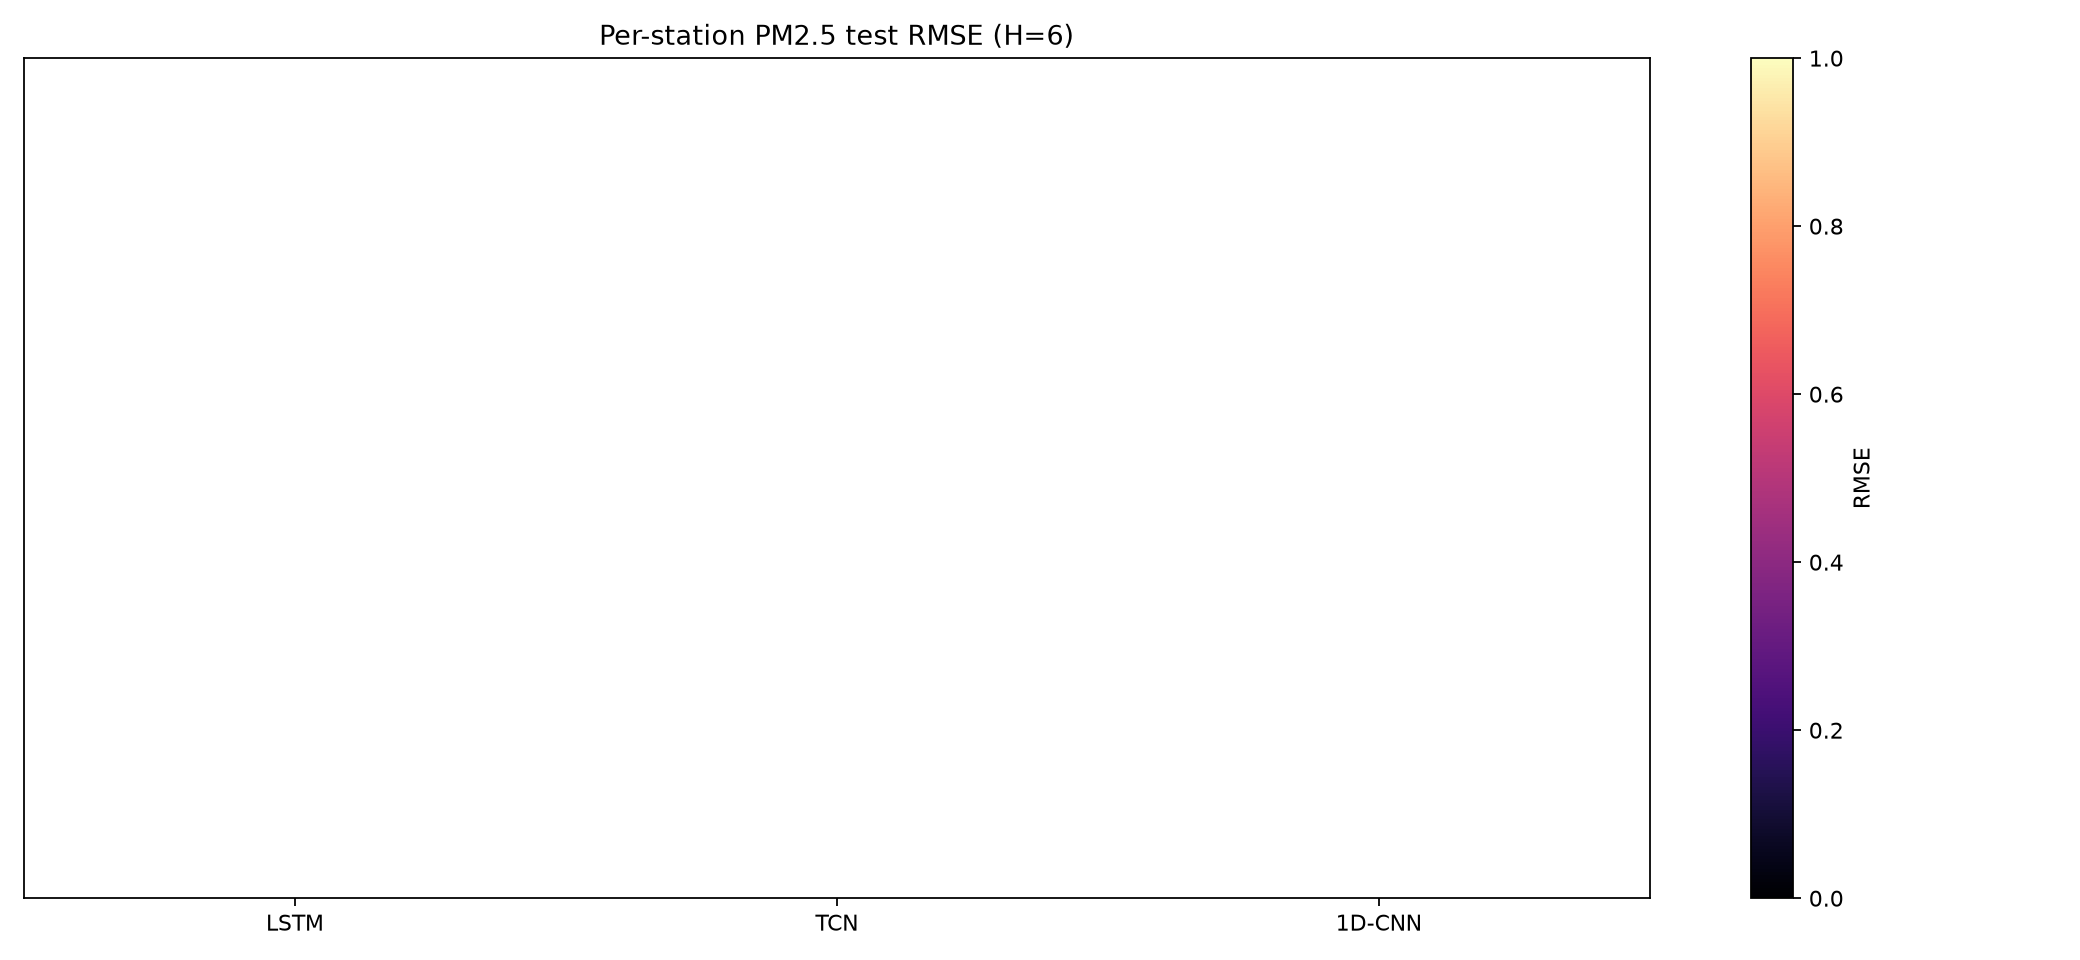 Per-station PM2.5 test RMSE (H=6)
1.0
0.8
0.6
0.4
0.2
0.0
RMSE
LSTM
TCN
1D-CNN